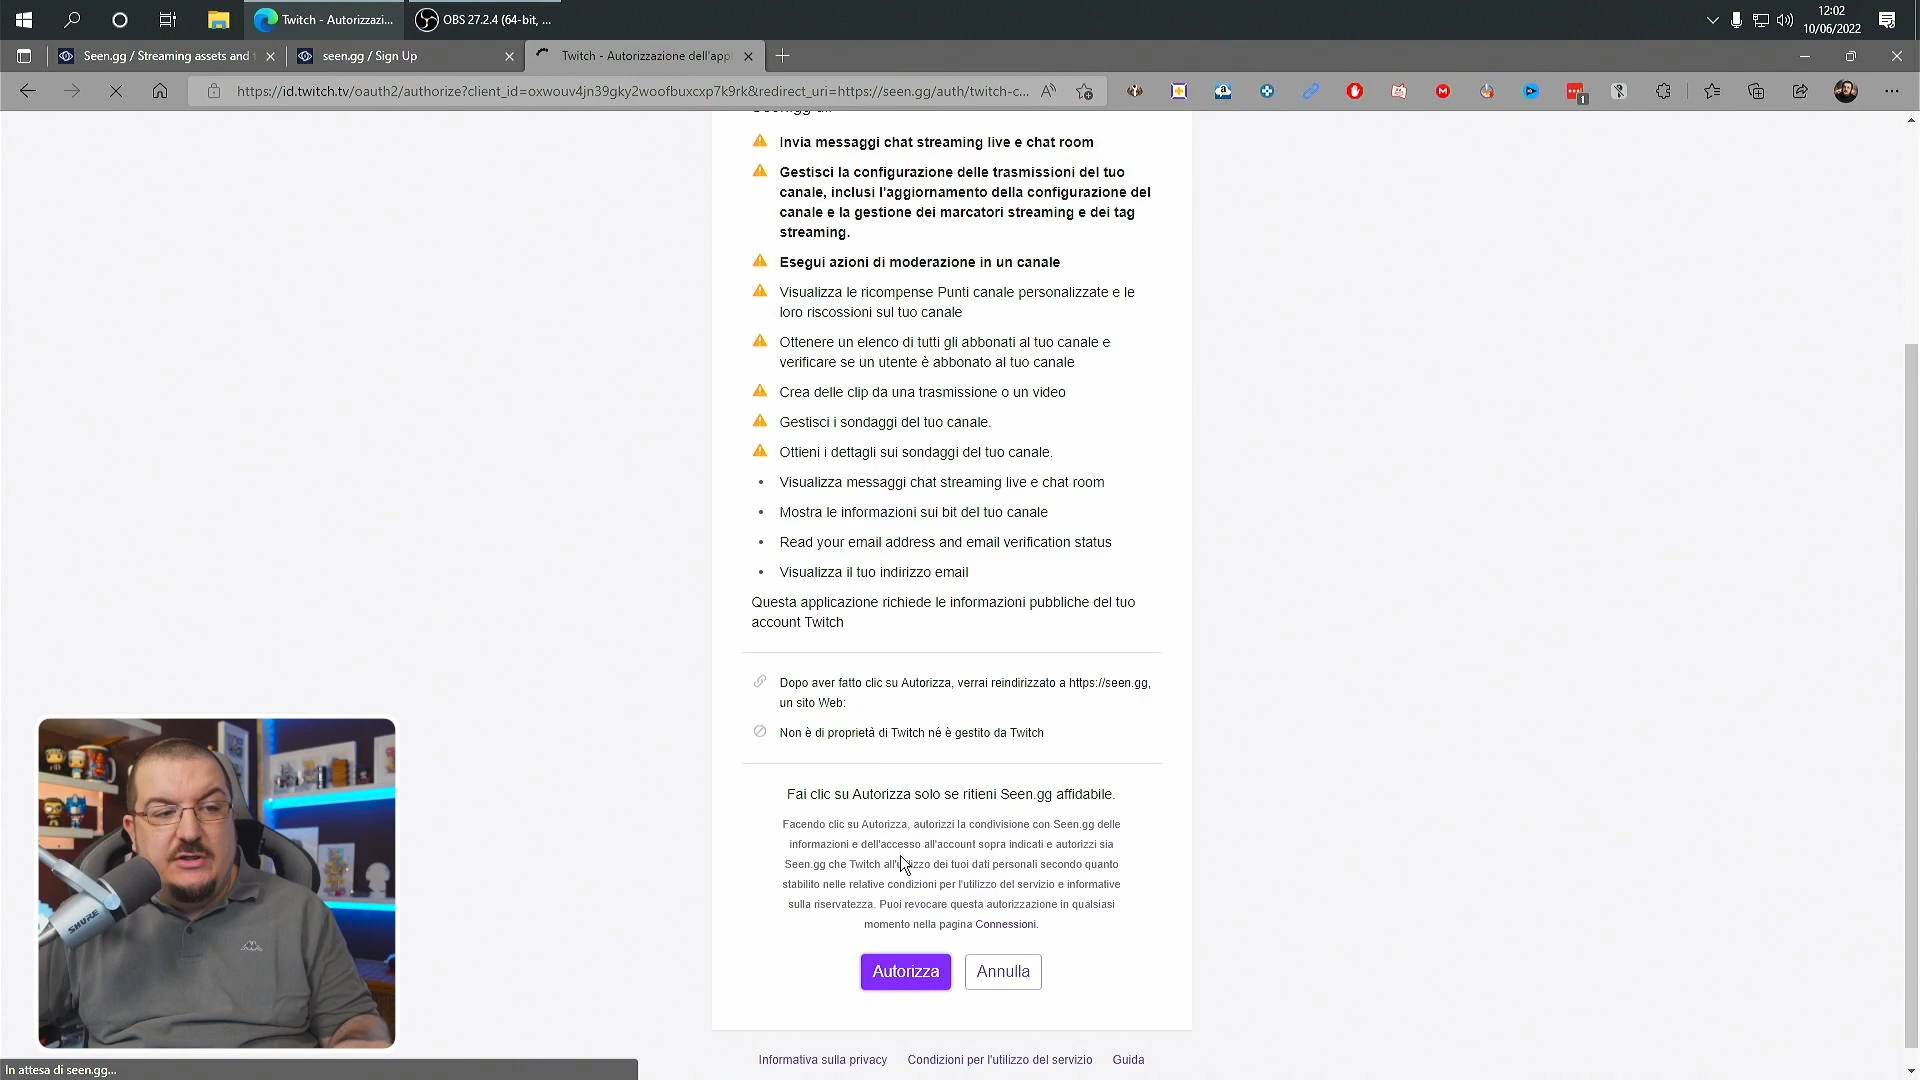 Twitch - Autorizzazi...
OBS 27.2.4 (64-bit, ...
12:02
10/06/2022
Seen.gg / Streaming assets and
seen.gg / Sign Up
Twitch - Autorizzazione dell'appl
https://id.twitch.tv/oauth2/authorize?client_id=oxwouv4jn39gky2woofbuxcxp7k9rk&redirect_uri=https://seen.gg/auth/twitch-c...
1
Invia messaggi chat streaming live e chat room
Gestisci la configurazione delle trasmissioni del tuo
canale, inclusi l'aggiornamento della configurazione del
canale e la gestione dei marcatori streaming e dei tag
streaming.
Esegui azioni di moderazione in un canale
Visualizza le ricompense Punti canale personalizzate e le
loro riscossioni sul tuo canale
Ottenere un elenco di tutti gli abbonati al tuo canale e
verificare se un utente è abbonato al tuo canale
Crea delle clip da una trasmissione o un video
Gestisci i sondaggi del tuo canale.
Ottieni i dettagli sui sondaggi del tuo canale.
• Visualizza messaggi chat streaming live e chat room
• Mostra le informazioni sui bit del tuo canale
• Read your email address and email verification status
• Visualizza il tuo indirizzo email
Questa applicazione richiede le informazioni pubbliche del tuo
account Twitch
Dopo aver fatto clic su Autorizza, verrai reindirizzato a https://seen.gg,
un sito Web:
Non è di proprietà di Twitch né è gestito da Twitch
Fai clic su Autorizza solo se ritieni Seen.gg affidabile.
Facendo clic su Autorizza, autorizzi la condivisione con Seen.gg delle
informazioni e dell'accesso all'account sopra indicati e autorizzi sia
Seen.gg che Twitch all'utilizzo dei tuoi dati personali secondo quanto
stabilito nelle relative condizioni per l'utilizzo del servizio e informative
sulla riservatezza. Puoi revocare questa autorizzazione in qualsiasi
momento nella pagina Connessioni.
Autorizza
Annulla
SHURE
Informativa sulla privacy
Condizioni per l'utilizzo del servizio
Guida
In attesa di seen.gg...